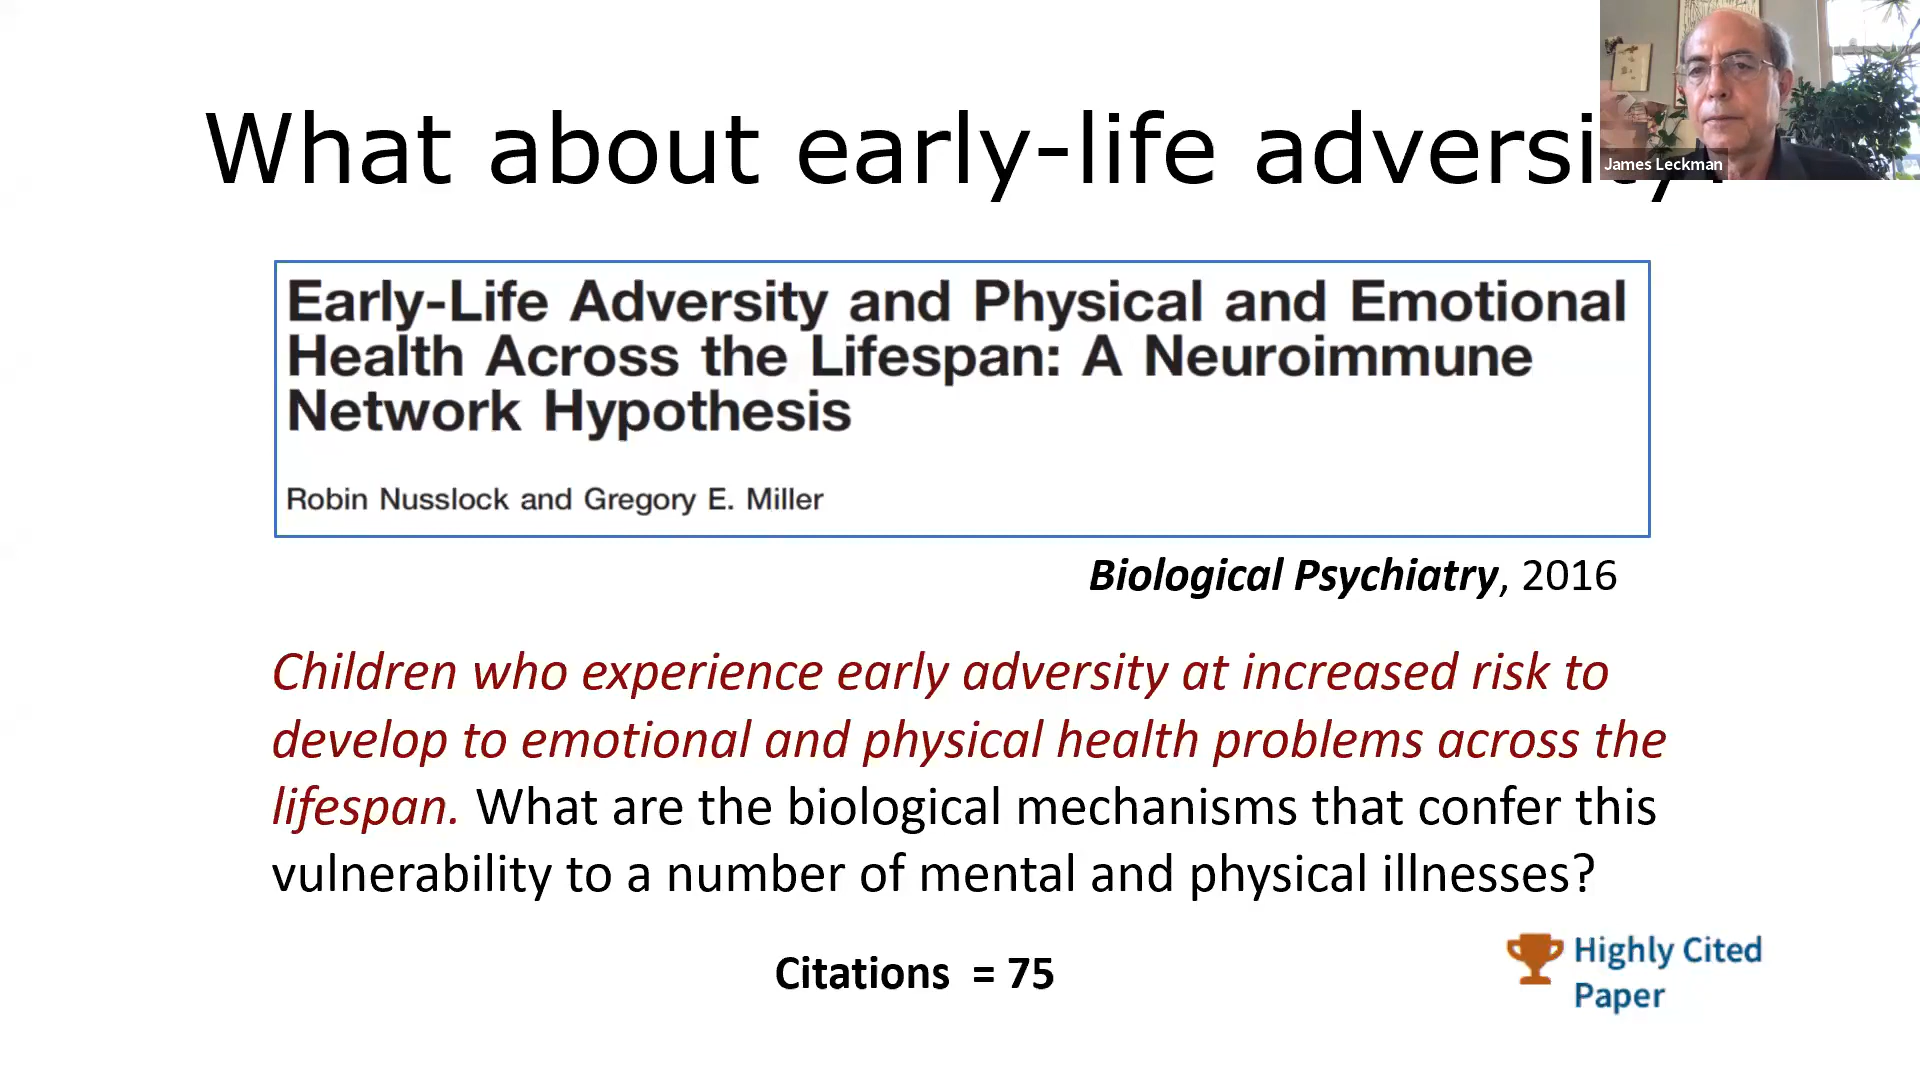 What about early-life adversity?
James Leckman
Early-Life Adversity and Physical and Emotional
Health Across the Lifespan: A Neuroimmune
Network Hypothesis
Robin Nusslock and Gregory E. Miller
Biological Psychiatry, 2016
Children who experience early adversity at increased risk to
develop to emotional and physical health problems across the
lifespan. What are the biological mechanisms that confer this
vulnerability to a number of mental and physical illnesses?
Citations = 75
Highly Cited
Paper